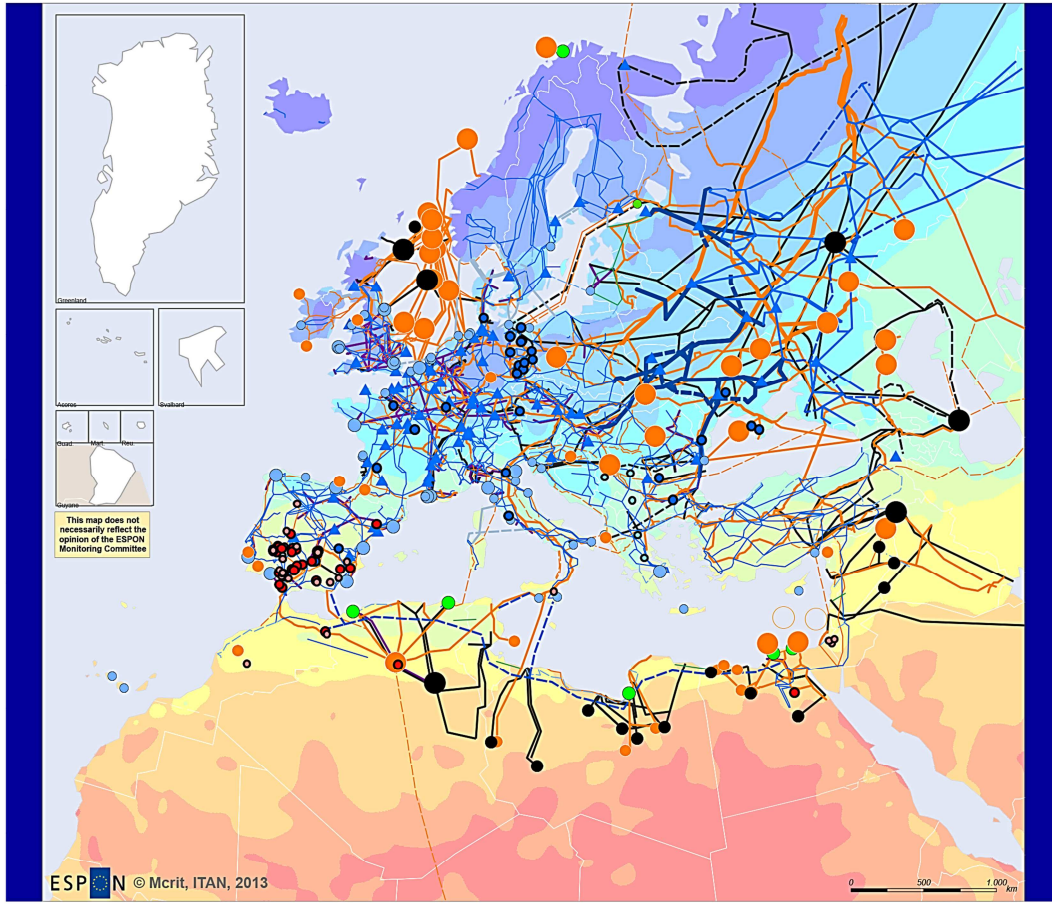 Greenland
Acores
Svalbard
Guad.
Mart.
Reu.
Guyane
This map does not
necessarily reflect the
opinion of the ESPON
Monitoring Committee
ESPON © Mcrit, ITAN, 2013
0 500 1.000
km